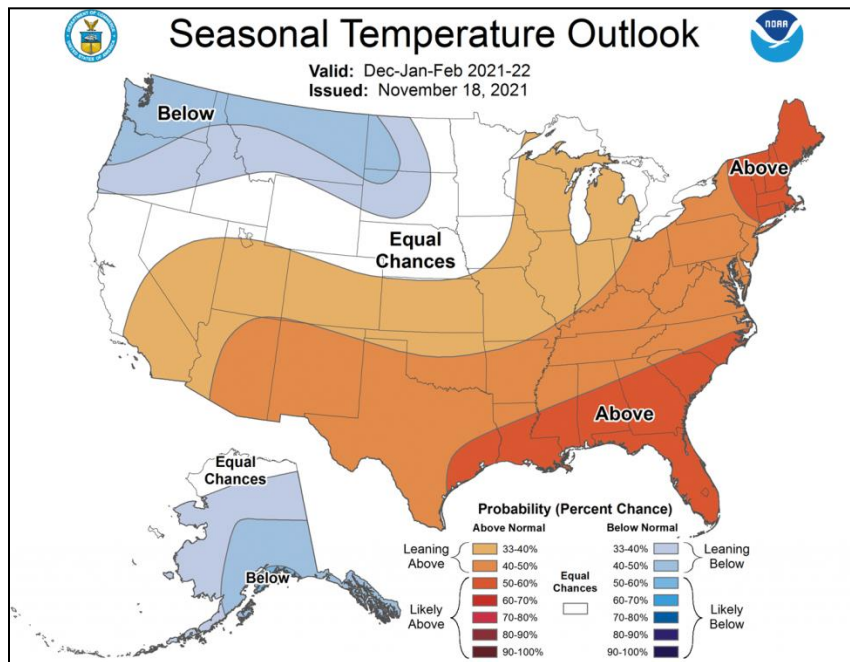 Seasonal Temperature Outlook
NOAA
Valid: Dec-Jan-Feb 2021-22
Issued: November 18, 2021
Below
Above
Equal
Chances
Above
Equal
Chances
Below
Probability (Percent Chance)
Above Normal
Below Normal
Leaning
Above
33-40%
40-50%
Likely
Above
50-60%
60-70%
70-80%
80-90%
90-100%
Equal
Chances
33-40%
40-50%
Leaning
Below
50-60%
60-70%
70-80%
80-90%
90-100%
Likely
Below